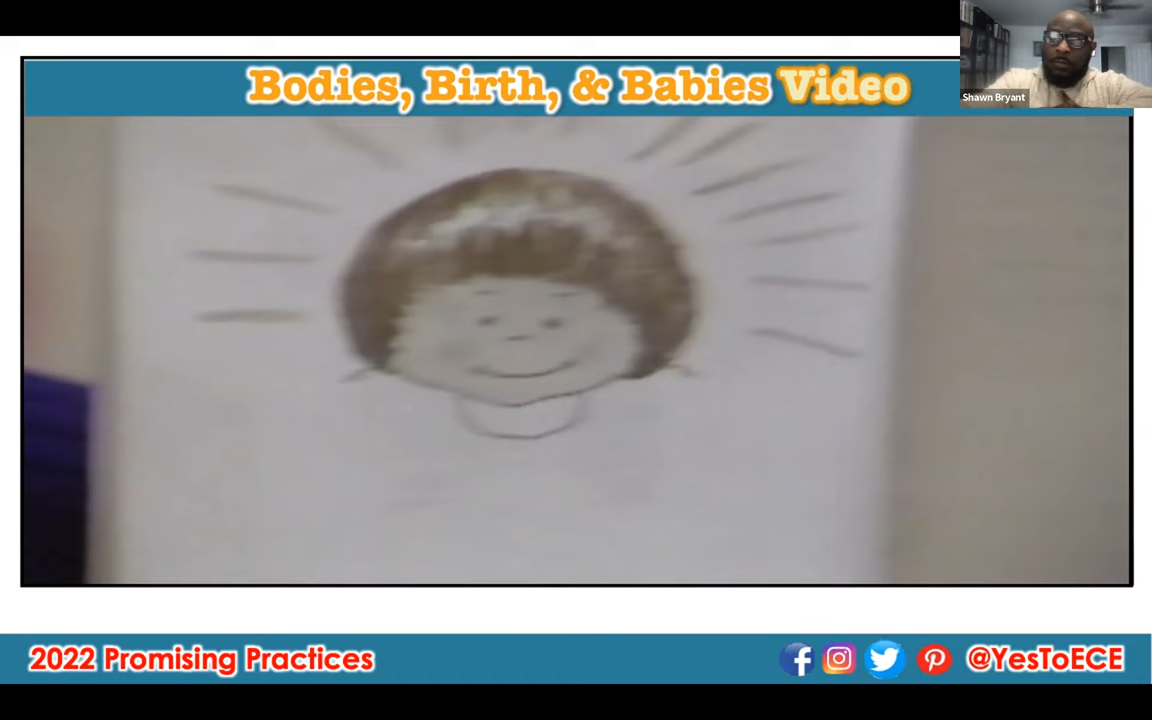 Bodies, Birth, & Babies Video
Shawn Bryant
2022 Promising Practices
@YesToECE